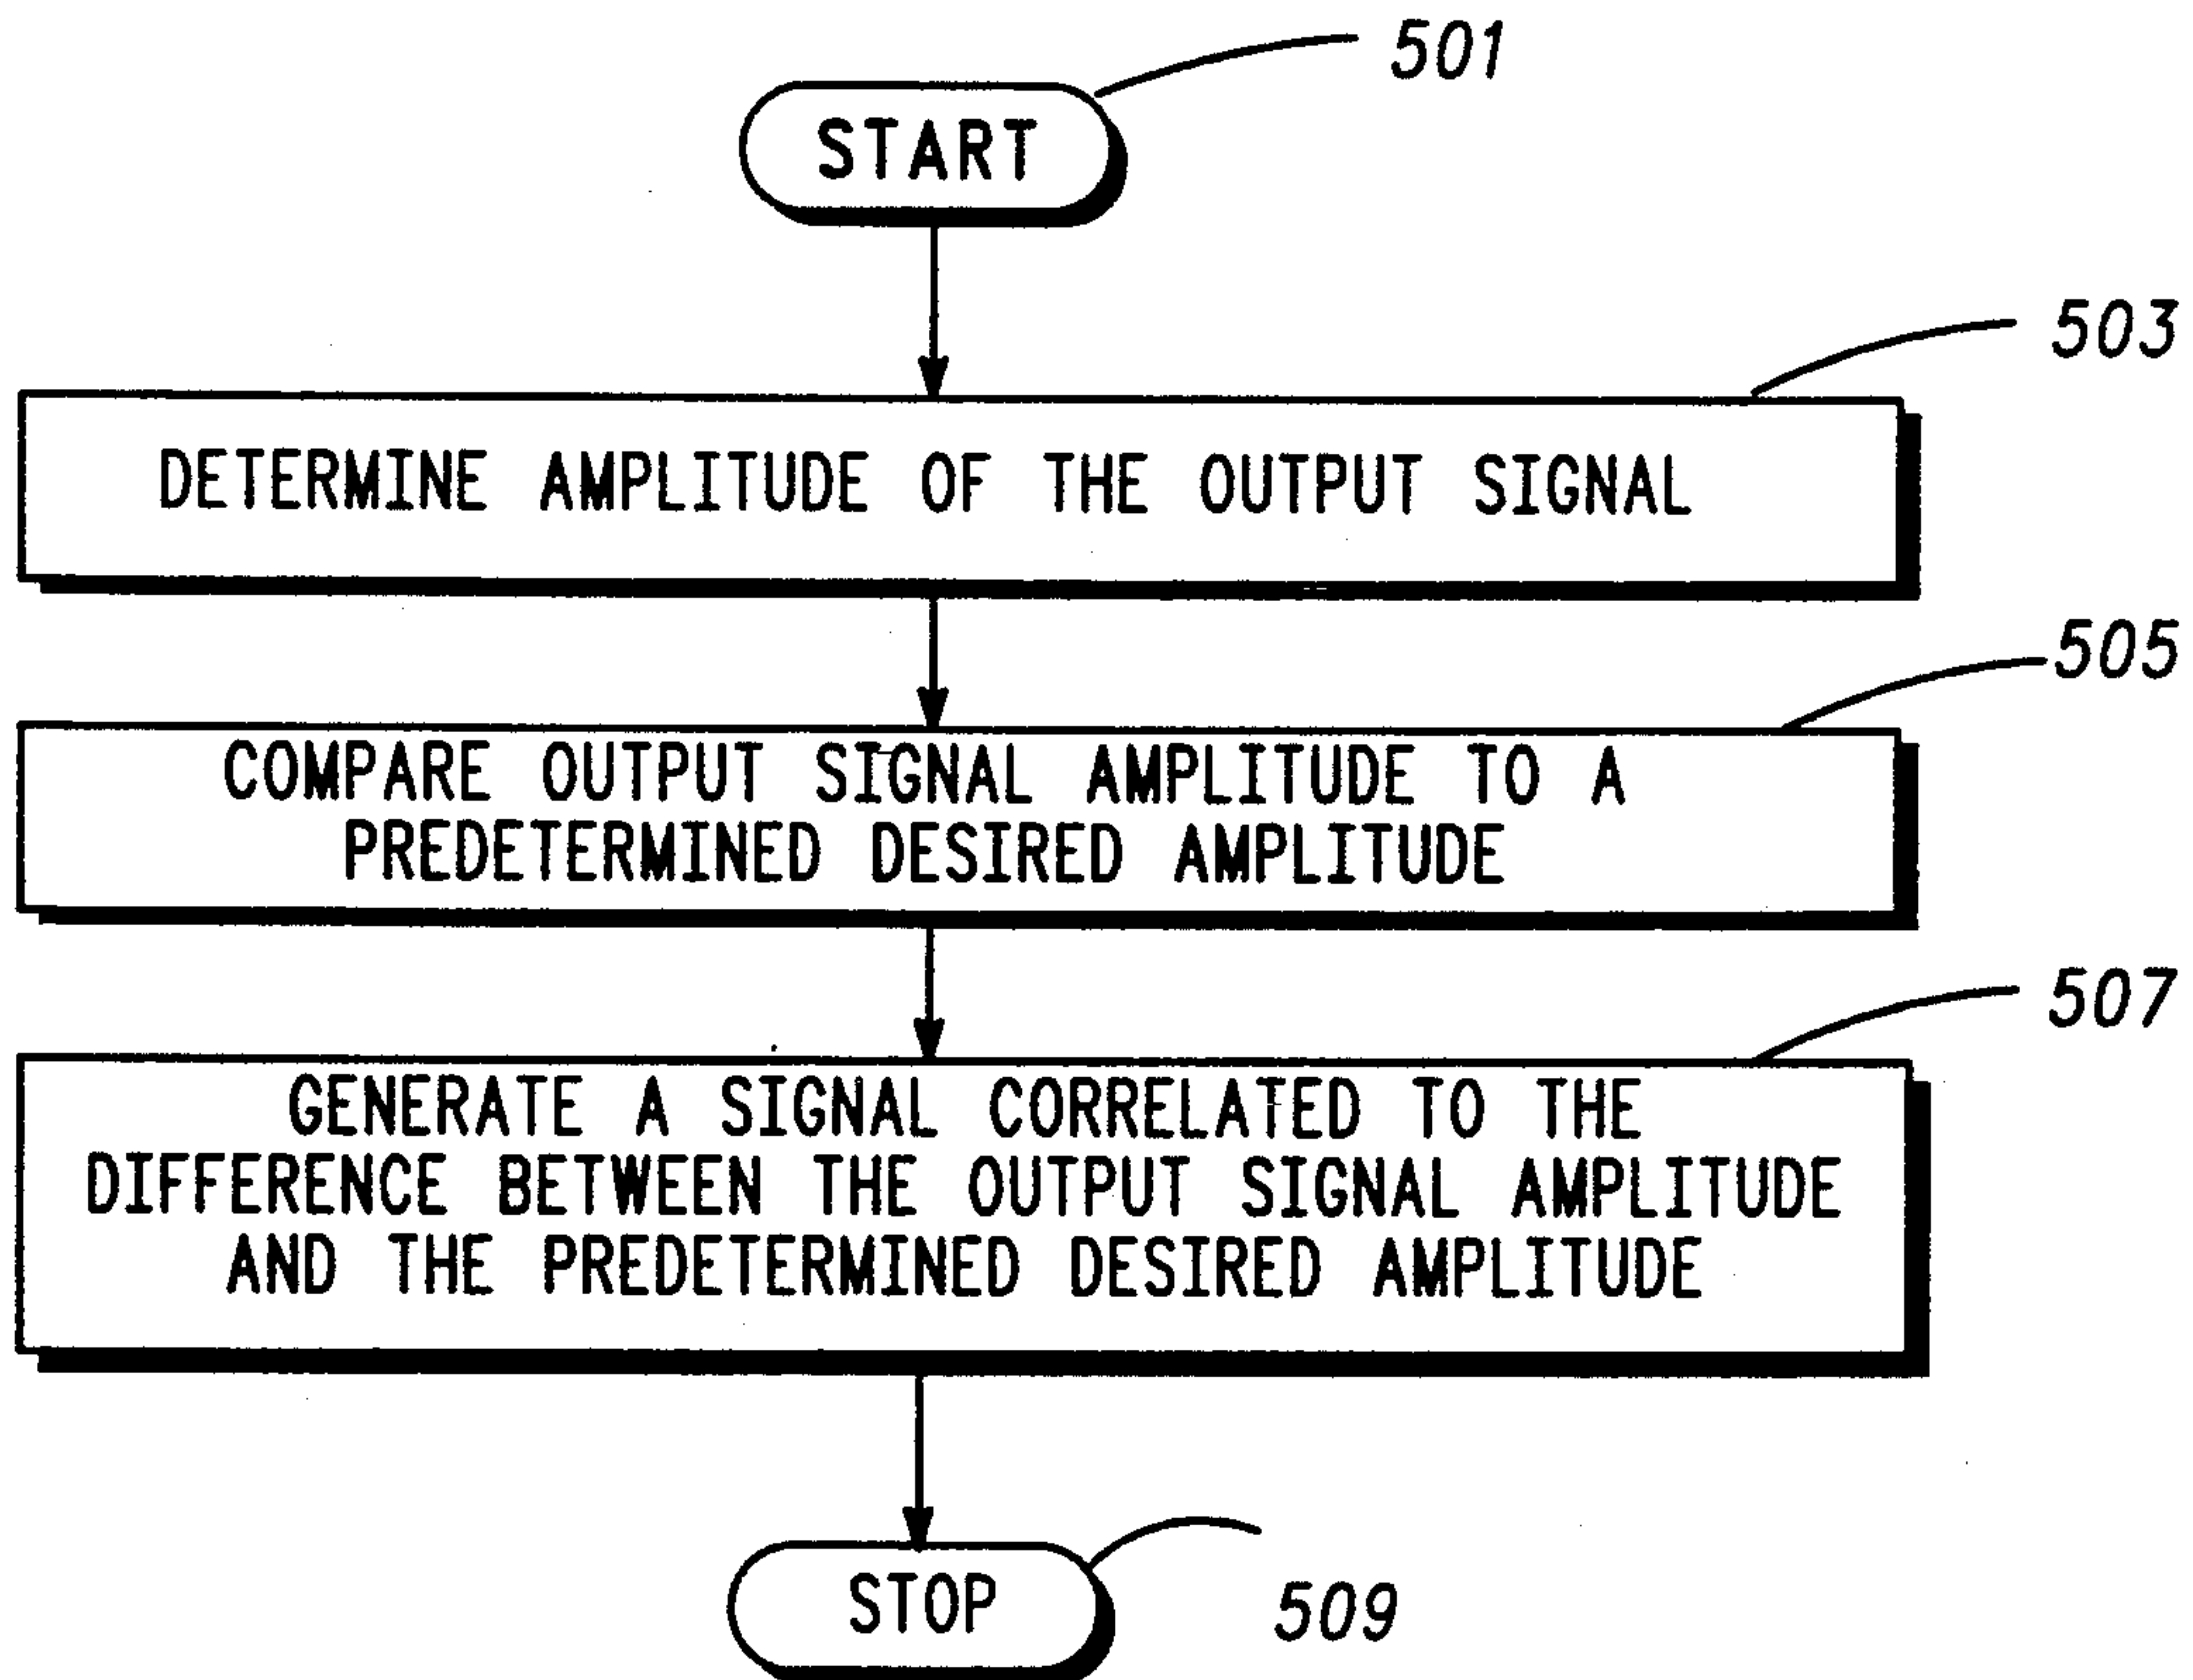 501
START
503
DETERMINE AMPLITUDE OF THE OUTPUT SIGNAL
505
COMPARE OUTPUT SIGNAL AMPLITUDE TO A
PREDETERMINED DESIRED AMPLITUDE
507
GENERATE A SIGNAL CORRELATED TO THE
DIFFERENCE BETWEEN THE OUTPUT SIGNAL AMPLITUDE
AND THE PREDETERMINED DESIRED AMPLITUDE
STOP
509